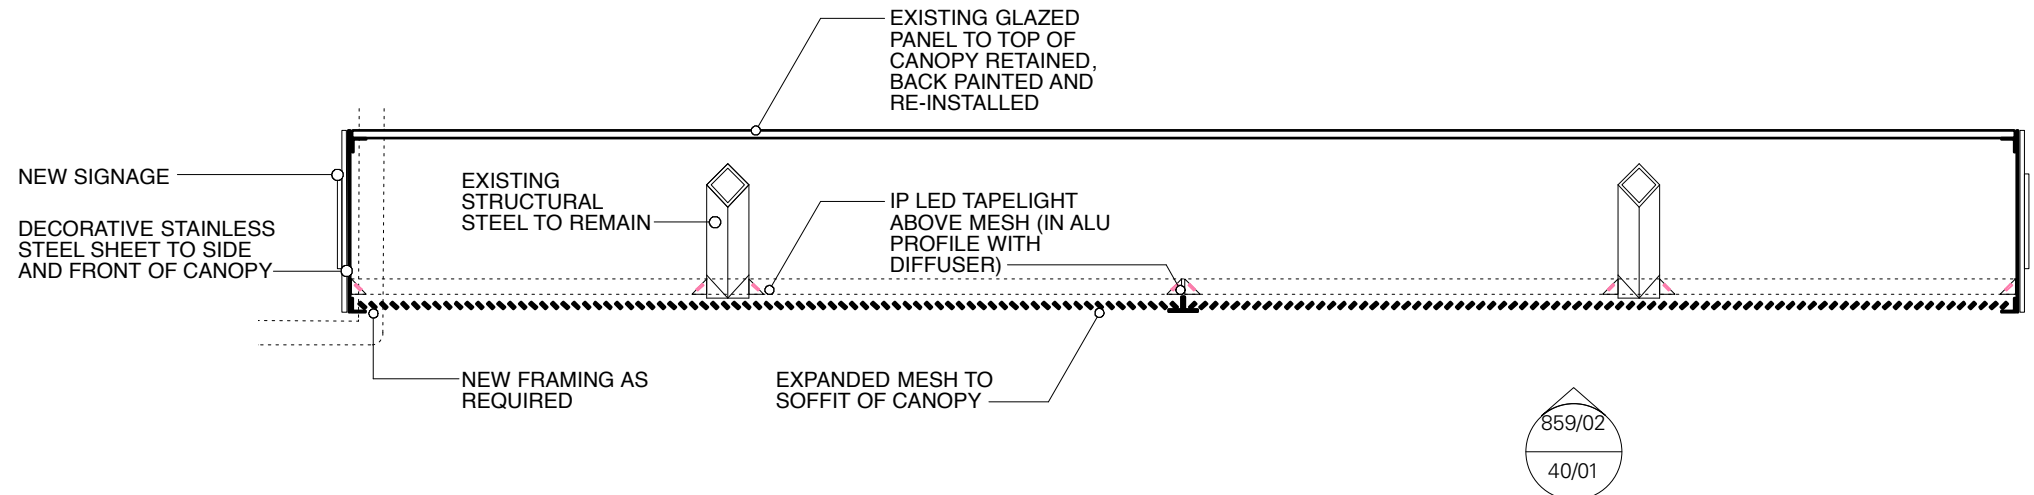 EXISTING GLAZED
PANEL TO TOP OF
CANOPY RETAINED,
BACK PAINTED AND
RE-INSTALLED
NEW SIGNAGE
DECORATIVE STAINLESS
STEEL SHEET TO SIDE
AND FRONT OF CANOPY
EXISTING
STRUCTURAL
STEEL TO REMAIN
IP LED TAPELIGHT
ABOVE MESH (IN ALU
PROFILE WITH
DIFFUSER)
NEW FRAMING AS
REQUIRED
EXPANDED MESH TO
SOFFIT OF CANOPY
859/02
40/01